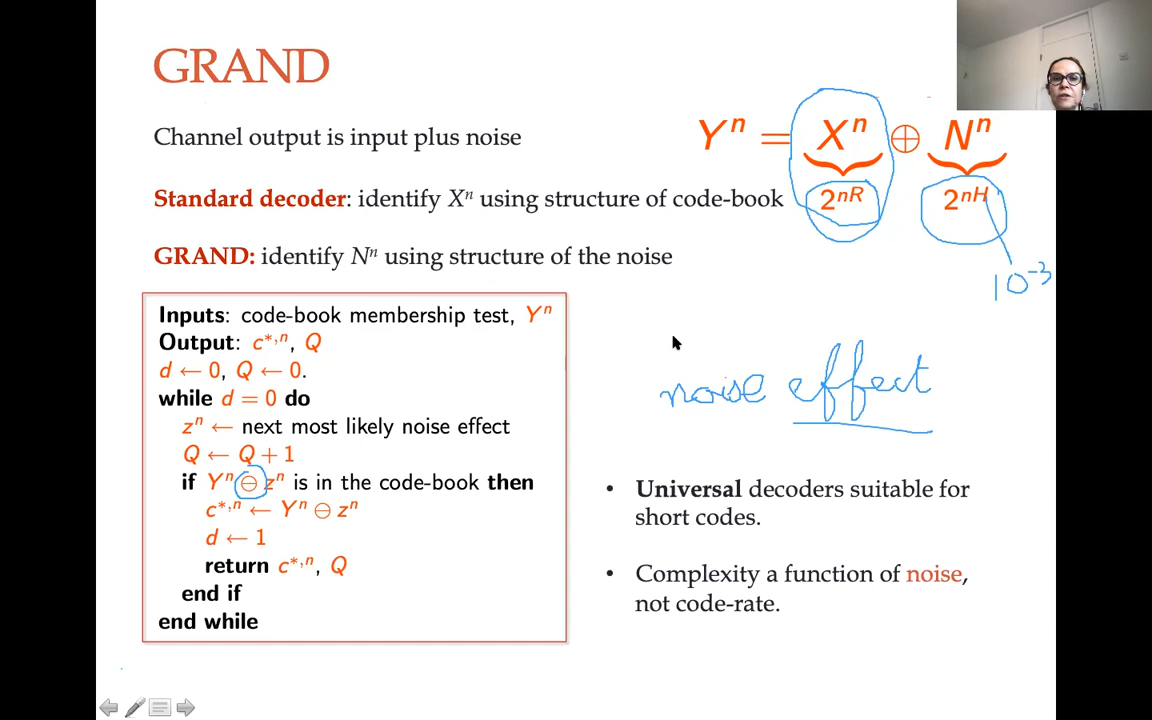 GRAND
Channel output is input plus noise
Yⁿ = Xⁿ ⊕ Nⁿ
2ⁿᴿ 2ⁿᴴ
Standard decoder: identify Xⁿ using structure of code-book
GRAND: identify Nⁿ using structure of the noise
10⁻³
Inputs: code-book membership test, Yⁿ
Output: c*,ⁿ, Q
d ← 0, Q ← 0.
while d = 0 do
zⁿ ← next most likely noise effect
Q ← Q + 1
if Yⁿ ⊖ zⁿ is in the code-book then
c*,ⁿ ← Yⁿ ⊖ zⁿ
d ← 1
return c*,ⁿ, Q
end if
end while
noise effect
• Universal decoders suitable for
short codes.
• Complexity a function of noise,
not code-rate.